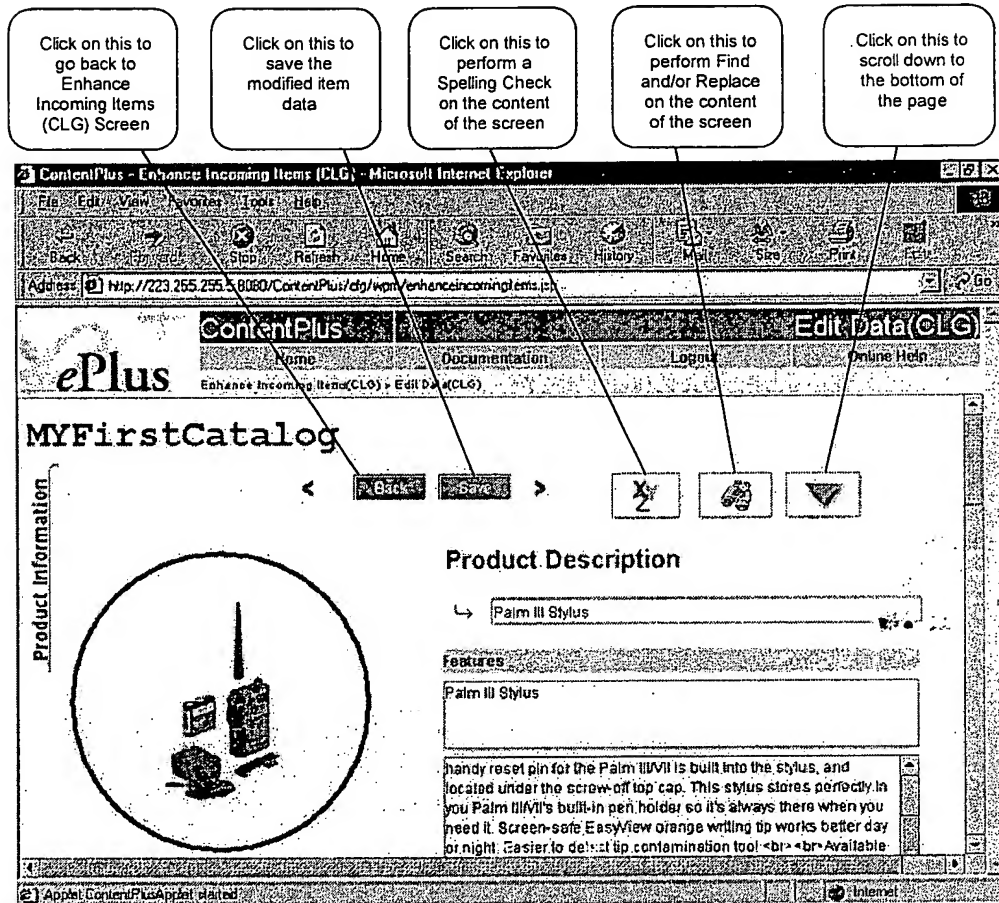 Click on this to
go back to
Enhance
Incoming Items
(CLG) Screen
Click on this to
save the
modified item
data
Click on this to
perform a
Spelling Check
on the content
of the screen
Click on this to
perform Find
and/or Replace
on the content
of the screen
Click on this to
scroll down to
the bottom of
the page
ContentPlus - Enhance Incoming Items (CLG) - Microsoft Internet Explorer
File Edit View Favorites Tools Help
Back Stop Refresh Home Search Favorites History Mail Size Print
Address http://223.255.255.5:8080/ContentPlus/cfg/wpm/enhanceincomingitems.jsp Go
ePlus
ContentPlus Edit Data(CLG)
Home Documentation Logout Online Help
Enhance Incoming Items(CLG) > Edit Data(CLG)
MYFirstCatalog
Product Information
< Back Save >
Product Description
Palm III Stylus
Features
Palm III Stylus
handy reset pin for the Palm III/VII is built into the stylus, and
located under the screw-off top cap. This stylus stores perfectly in
you Palm III/VII's built-in pen holder so it's always there when you
need it. Screen-safe EasyView orange writing tip works better day
or night. Easier to detect tip contamination too! <br><br>Available
Applet ContentPlusApplet started Internet